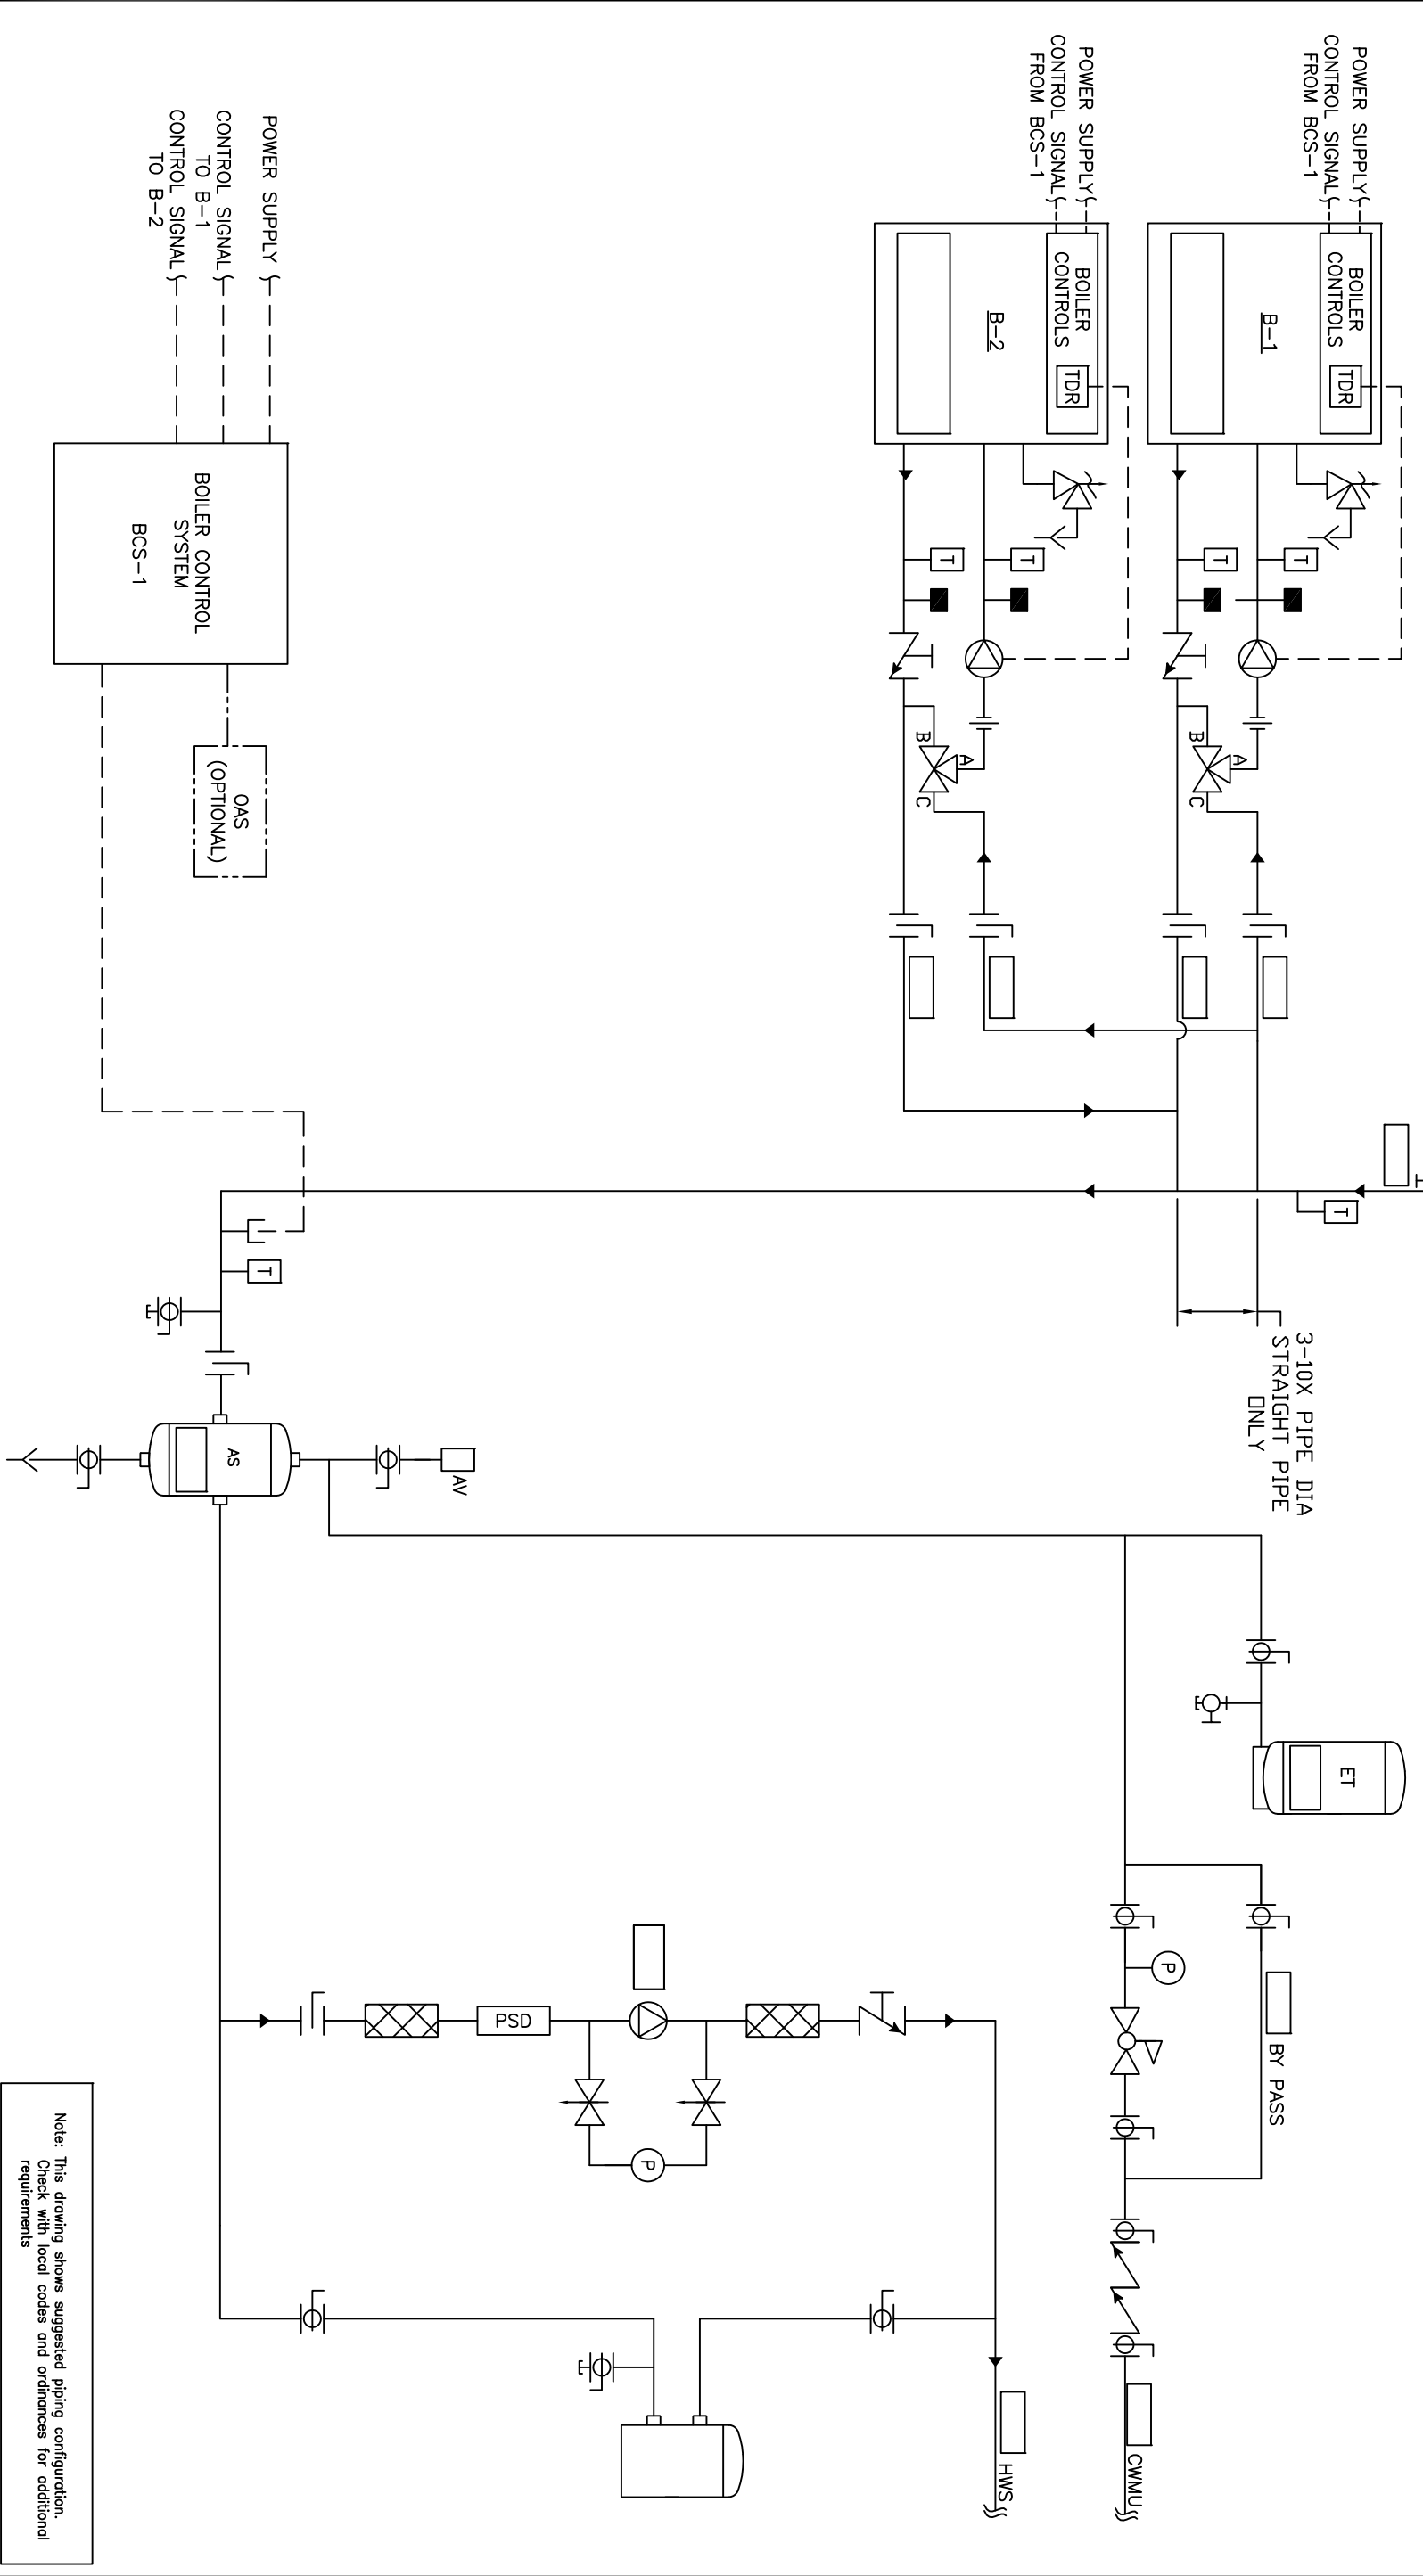 POWER SUPPLY
CONTROL SIGNAL
FROM BCS-1
BOILER
CONTROLS
TDR
B-1
T
T
A
B
C
POWER SUPPLY
CONTROL SIGNAL
FROM BCS-1
BOILER
CONTROLS
TDR
B-2
T
T
A
B
C
POWER SUPPLY
CONTROL SIGNAL
TO B-1
CONTROL SIGNAL
TO B-2
BOILER CONTROL
SYSTEM
BCS-1
OAS
(OPTIONAL)
T
3-10X PIPE DIA
STRAIGHT PIPE
ONLY
T
AS
AV
ET
P
BY PASS
PSD
P
CWMU
HWS
Note: This drawing shows suggested piping configuration.
Check with local codes and ordinances for additional
requirements